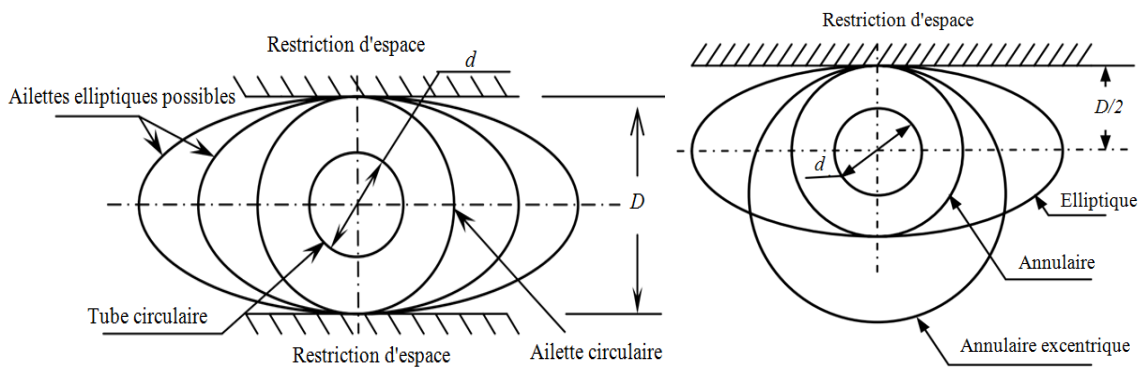 Restriction d'espace
d
Ailettes elliptiques possibles
D
Tube circulaire
Restriction d'espace
Ailette circulaire
Restriction d'espace
D/2
d
Elliptique
Annulaire
Annulaire excentrique